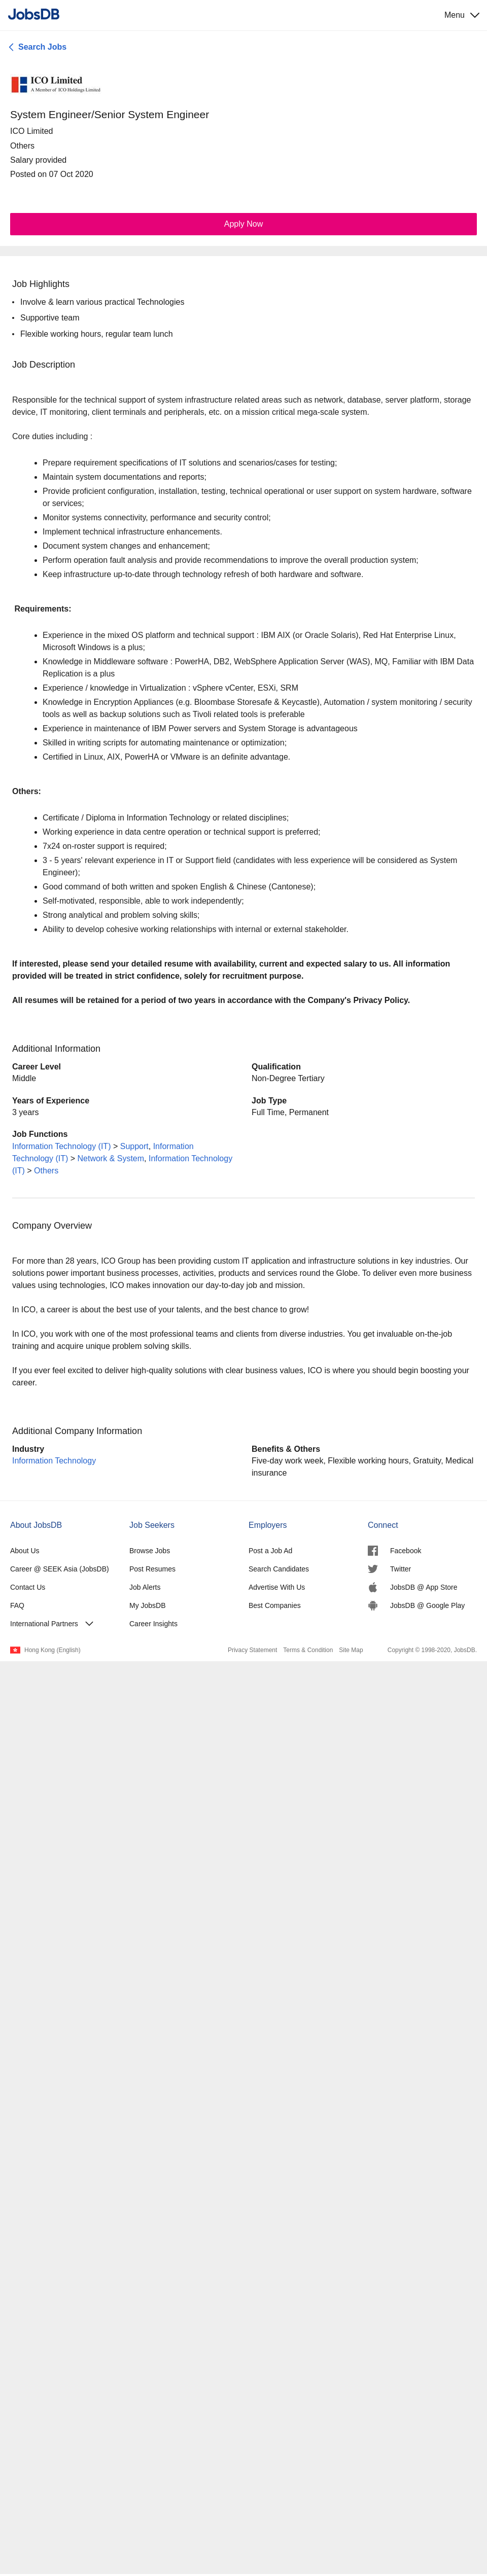 JobsDB
Menu
Search Jobs
ICO Limited
A Member of ICO Holdings Limited
System Engineer/Senior System Engineer
ICO Limited
Others
Salary provided
Posted on 07 Oct 2020
Apply Now
Job Highlights
• Involve & learn various practical Technologies
• Supportive team
• Flexible working hours, regular team lunch
Job Description
Responsible for the technical support of system infrastructure related areas such as network, database, server platform, storage
device, IT monitoring, client terminals and peripherals, etc. on a mission critical mega-scale system.
Core duties including :
• Prepare requirement specifications of IT solutions and scenarios/cases for testing;
• Maintain system documentations and reports;
• Provide proficient configuration, installation, testing, technical operational or user support on system hardware, software
or services;
• Monitor systems connectivity, performance and security control;
• Implement technical infrastructure enhancements.
• Document system changes and enhancement;
• Perform operation fault analysis and provide recommendations to improve the overall production system;
• Keep infrastructure up-to-date through technology refresh of both hardware and software.
Requirements:
• Experience in the mixed OS platform and technical support : IBM AIX (or Oracle Solaris), Red Hat Enterprise Linux,
Microsoft Windows is a plus;
• Knowledge in Middleware software : PowerHA, DB2, WebSphere Application Server (WAS), MQ, Familiar with IBM Data
Replication is a plus
• Experience / knowledge in Virtualization : vSphere vCenter, ESXi, SRM
• Knowledge in Encryption Appliances (e.g. Bloombase Storesafe & Keycastle), Automation / system monitoring / security
tools as well as backup solutions such as Tivoli related tools is preferable
• Experience in maintenance of IBM Power servers and System Storage is advantageous
• Skilled in writing scripts for automating maintenance or optimization;
• Certified in Linux, AIX, PowerHA or VMware is an definite advantage.
Others:
• Certificate / Diploma in Information Technology or related disciplines;
• Working experience in data centre operation or technical support is preferred;
• 7x24 on-roster support is required;
• 3 - 5 years' relevant experience in IT or Support field (candidates with less experience will be considered as System
Engineer);
• Good command of both written and spoken English & Chinese (Cantonese);
• Self-motivated, responsible, able to work independently;
• Strong analytical and problem solving skills;
• Ability to develop cohesive working relationships with internal or external stakeholder.
If interested, please send your detailed resume with availability, current and expected salary to us. All information
provided will be treated in strict confidence, solely for recruitment purpose.
All resumes will be retained for a period of two years in accordance with the Company's Privacy Policy.
Additional Information
Career Level
Middle
Qualification
Non-Degree Tertiary
Years of Experience
3 years
Job Type
Full Time, Permanent
Job Functions
Information Technology (IT) > Support, Information
Technology (IT) > Network & System, Information Technology
(IT) > Others
Company Overview
For more than 28 years, ICO Group has been providing custom IT application and infrastructure solutions in key industries. Our
solutions power important business processes, activities, products and services round the Globe. To deliver even more business
values using technologies, ICO makes innovation our day-to-day job and mission.
In ICO, a career is about the best use of your talents, and the best chance to grow!
In ICO, you work with one of the most professional teams and clients from diverse industries. You get invaluable on-the-job
training and acquire unique problem solving skills.
If you ever feel excited to deliver high-quality solutions with clear business values, ICO is where you should begin boosting your
career.
Additional Company Information
Industry
Information Technology
Benefits & Others
Five-day work week, Flexible working hours, Gratuity, Medical
insurance
About JobsDB
About Us
Career @ SEEK Asia (JobsDB)
Contact Us
FAQ
International Partners
Job Seekers
Browse Jobs
Post Resumes
Job Alerts
My JobsDB
Career Insights
Employers
Post a Job Ad
Search Candidates
Advertise With Us
Best Companies
Connect
Facebook
Twitter
JobsDB @ App Store
JobsDB @ Google Play
Hong Kong (English)
Privacy Statement Terms & Condition Site Map
Copyright © 1998-2020, JobsDB.